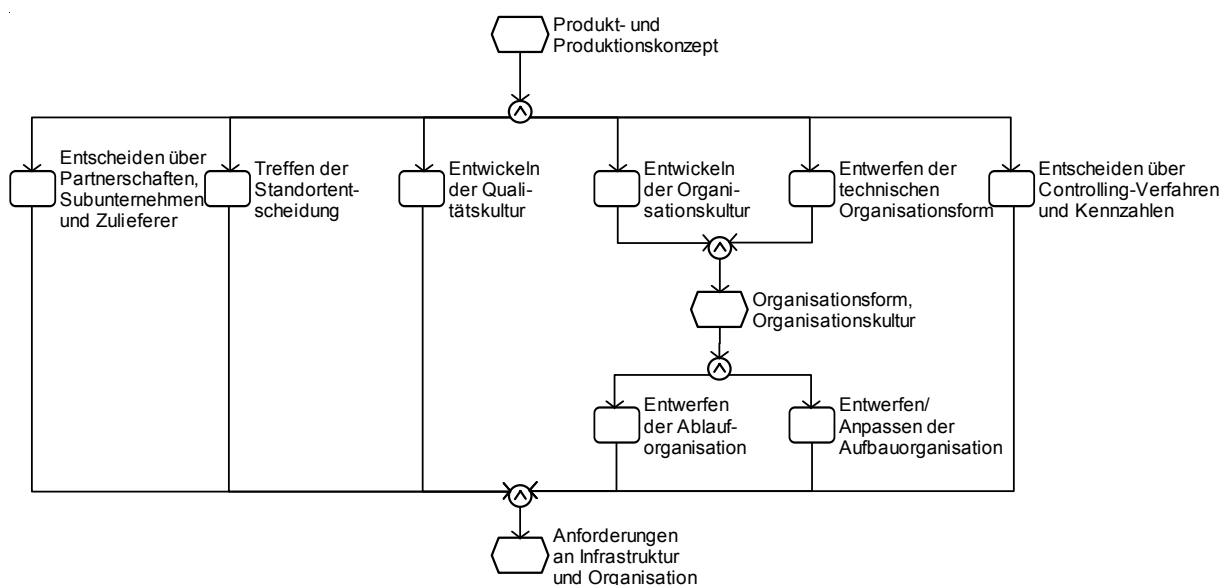 Produkt- und
Produktionskonzept
Entscheiden über
Partnerschaften,
Subunternehmen
und Zulieferer
Treffen der
Standortent-
scheidung
Entwickeln
der Quali-
tätskultur
Entwickeln
der Organi-
sationskultur
Entwerfen der
technischen
Organisationsform
Entscheiden über
Controlling-Verfahren
und Kennzahlen
Organisationsform,
Organisationskultur
Entwerfen
der Ablauf-
organisation
Entwerfen/
Anpassen der
Aufbauorganisation
Anforderungen
an Infrastruktur
und Organisation